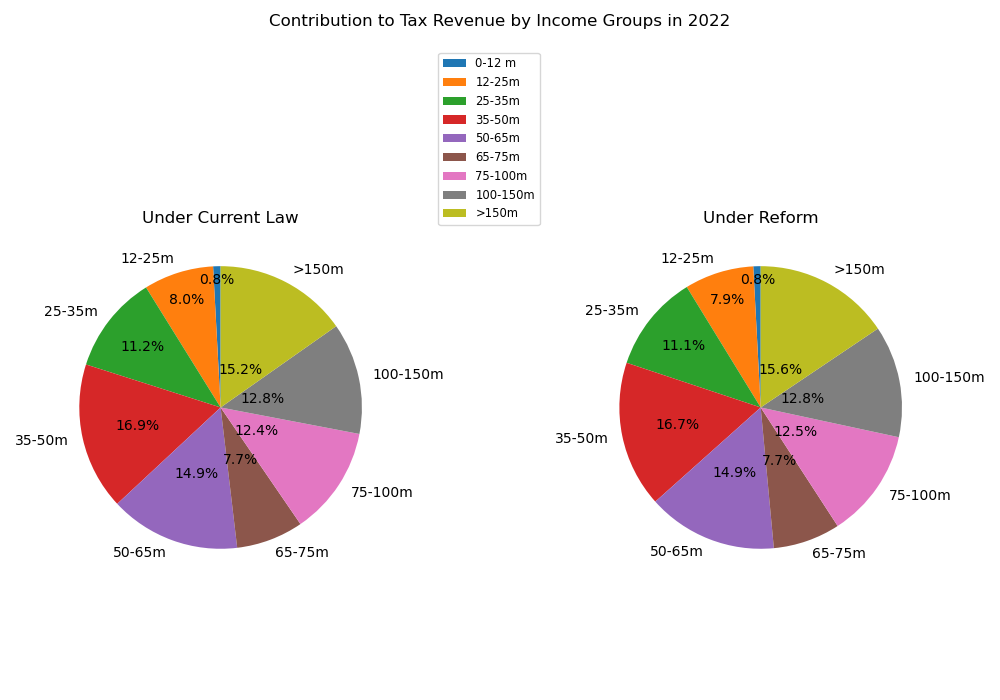 Contribution to Tax Revenue by Income Groups in 2022
0-12 m
12-25m
25-35m
35-50m
50-65m
65-75m
75-100m
100-150m
>150m
Under Current Law
12-25m
>150m
0.8%
8.0%
25-35m
11.2%
15.2%
100-150m
12.8%
16.9%
12.4%
35-50m
7.7%
14.9%
75-100m
50-65m
65-75m
Under Reform
12-25m
>150m
0.8%
7.9%
25-35m
11.1%
15.6%
100-150m
12.8%
16.7%
12.5%
35-50m
7.7%
14.9%
75-100m
50-65m
65-75m